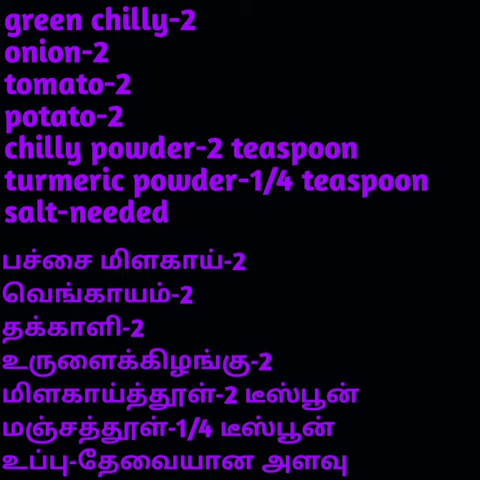 green chilly-2
onion-2
tomato-2
potato-2
chilly powder-2 teaspoon
turmeric powder-1/4 teaspoon
salt-needed
பச்சை மிளகாய்-2
வெங்காயம்-2
தக்காளி-2
உருளைக்கிழங்கு-2
மிளகாய்த்தூள்-2 டீஸ்பூன்
மஞ்சத்தூள்-1/4 டீஸ்பூன்
உப்பு-தேவையான அளவு